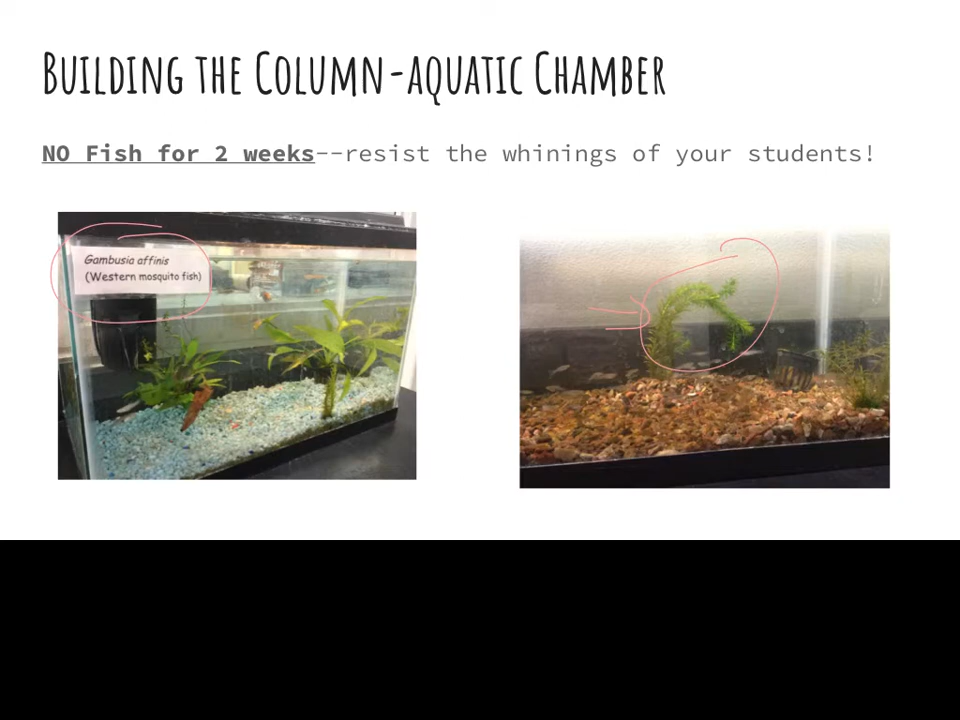 Building the Column-aquatic Chamber
NO Fish for 2 weeks--resist the whinings of your students!
Gambusia affinis
(Western mosquito fish)